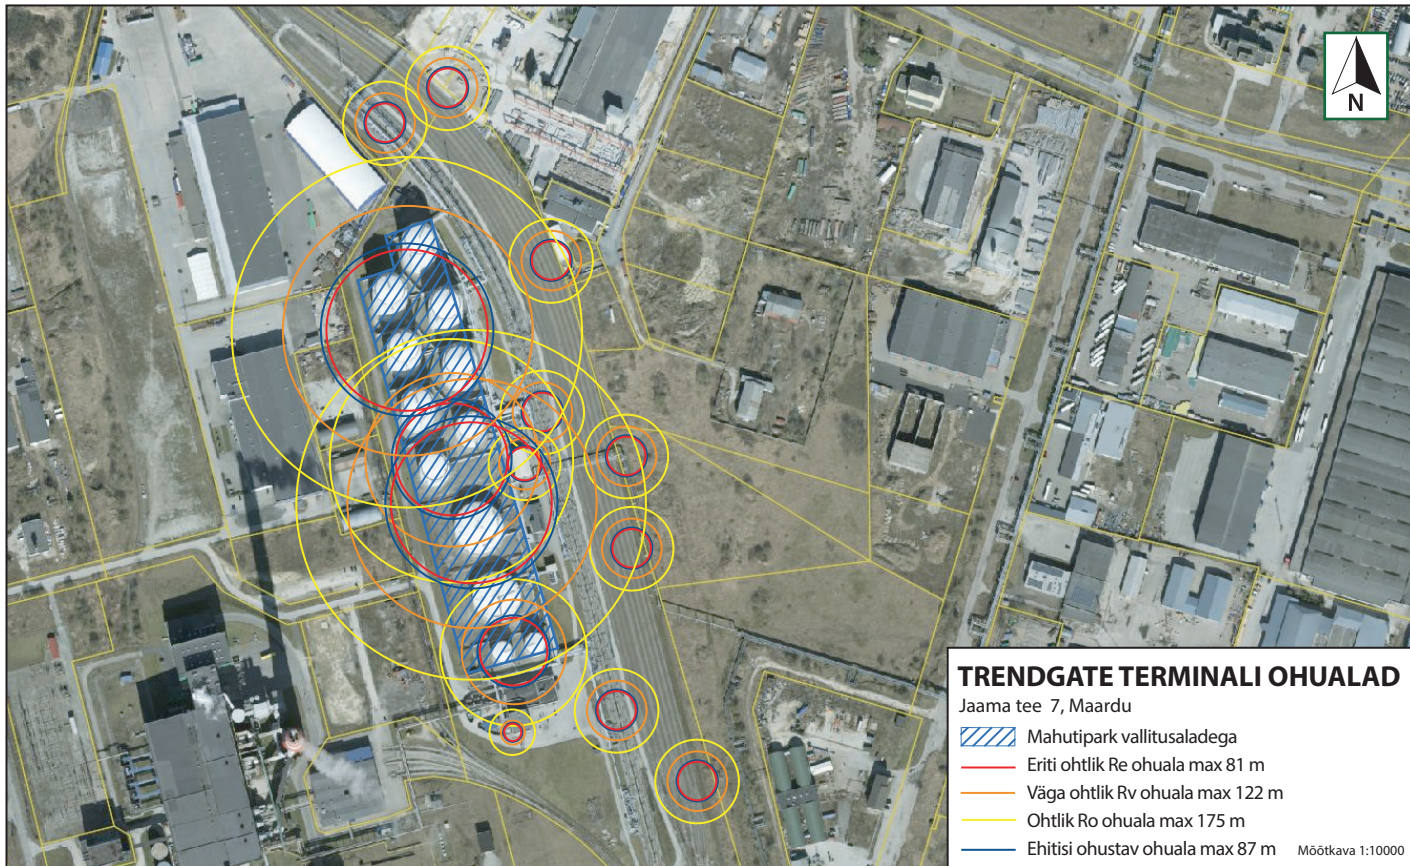 N
TRENDGATE TERMINALI OHUALAD
Jaama tee 7, Maardu
Mahutipark vallitusaladega
Eriti ohtlik Re ohuala max 81 m
Väga ohtlik Rv ohuala max 122 m
Ohtlik Ro ohuala max 175 m
Ehitisi ohustav ohuala max 87 m
Mõõtkava 1:10000